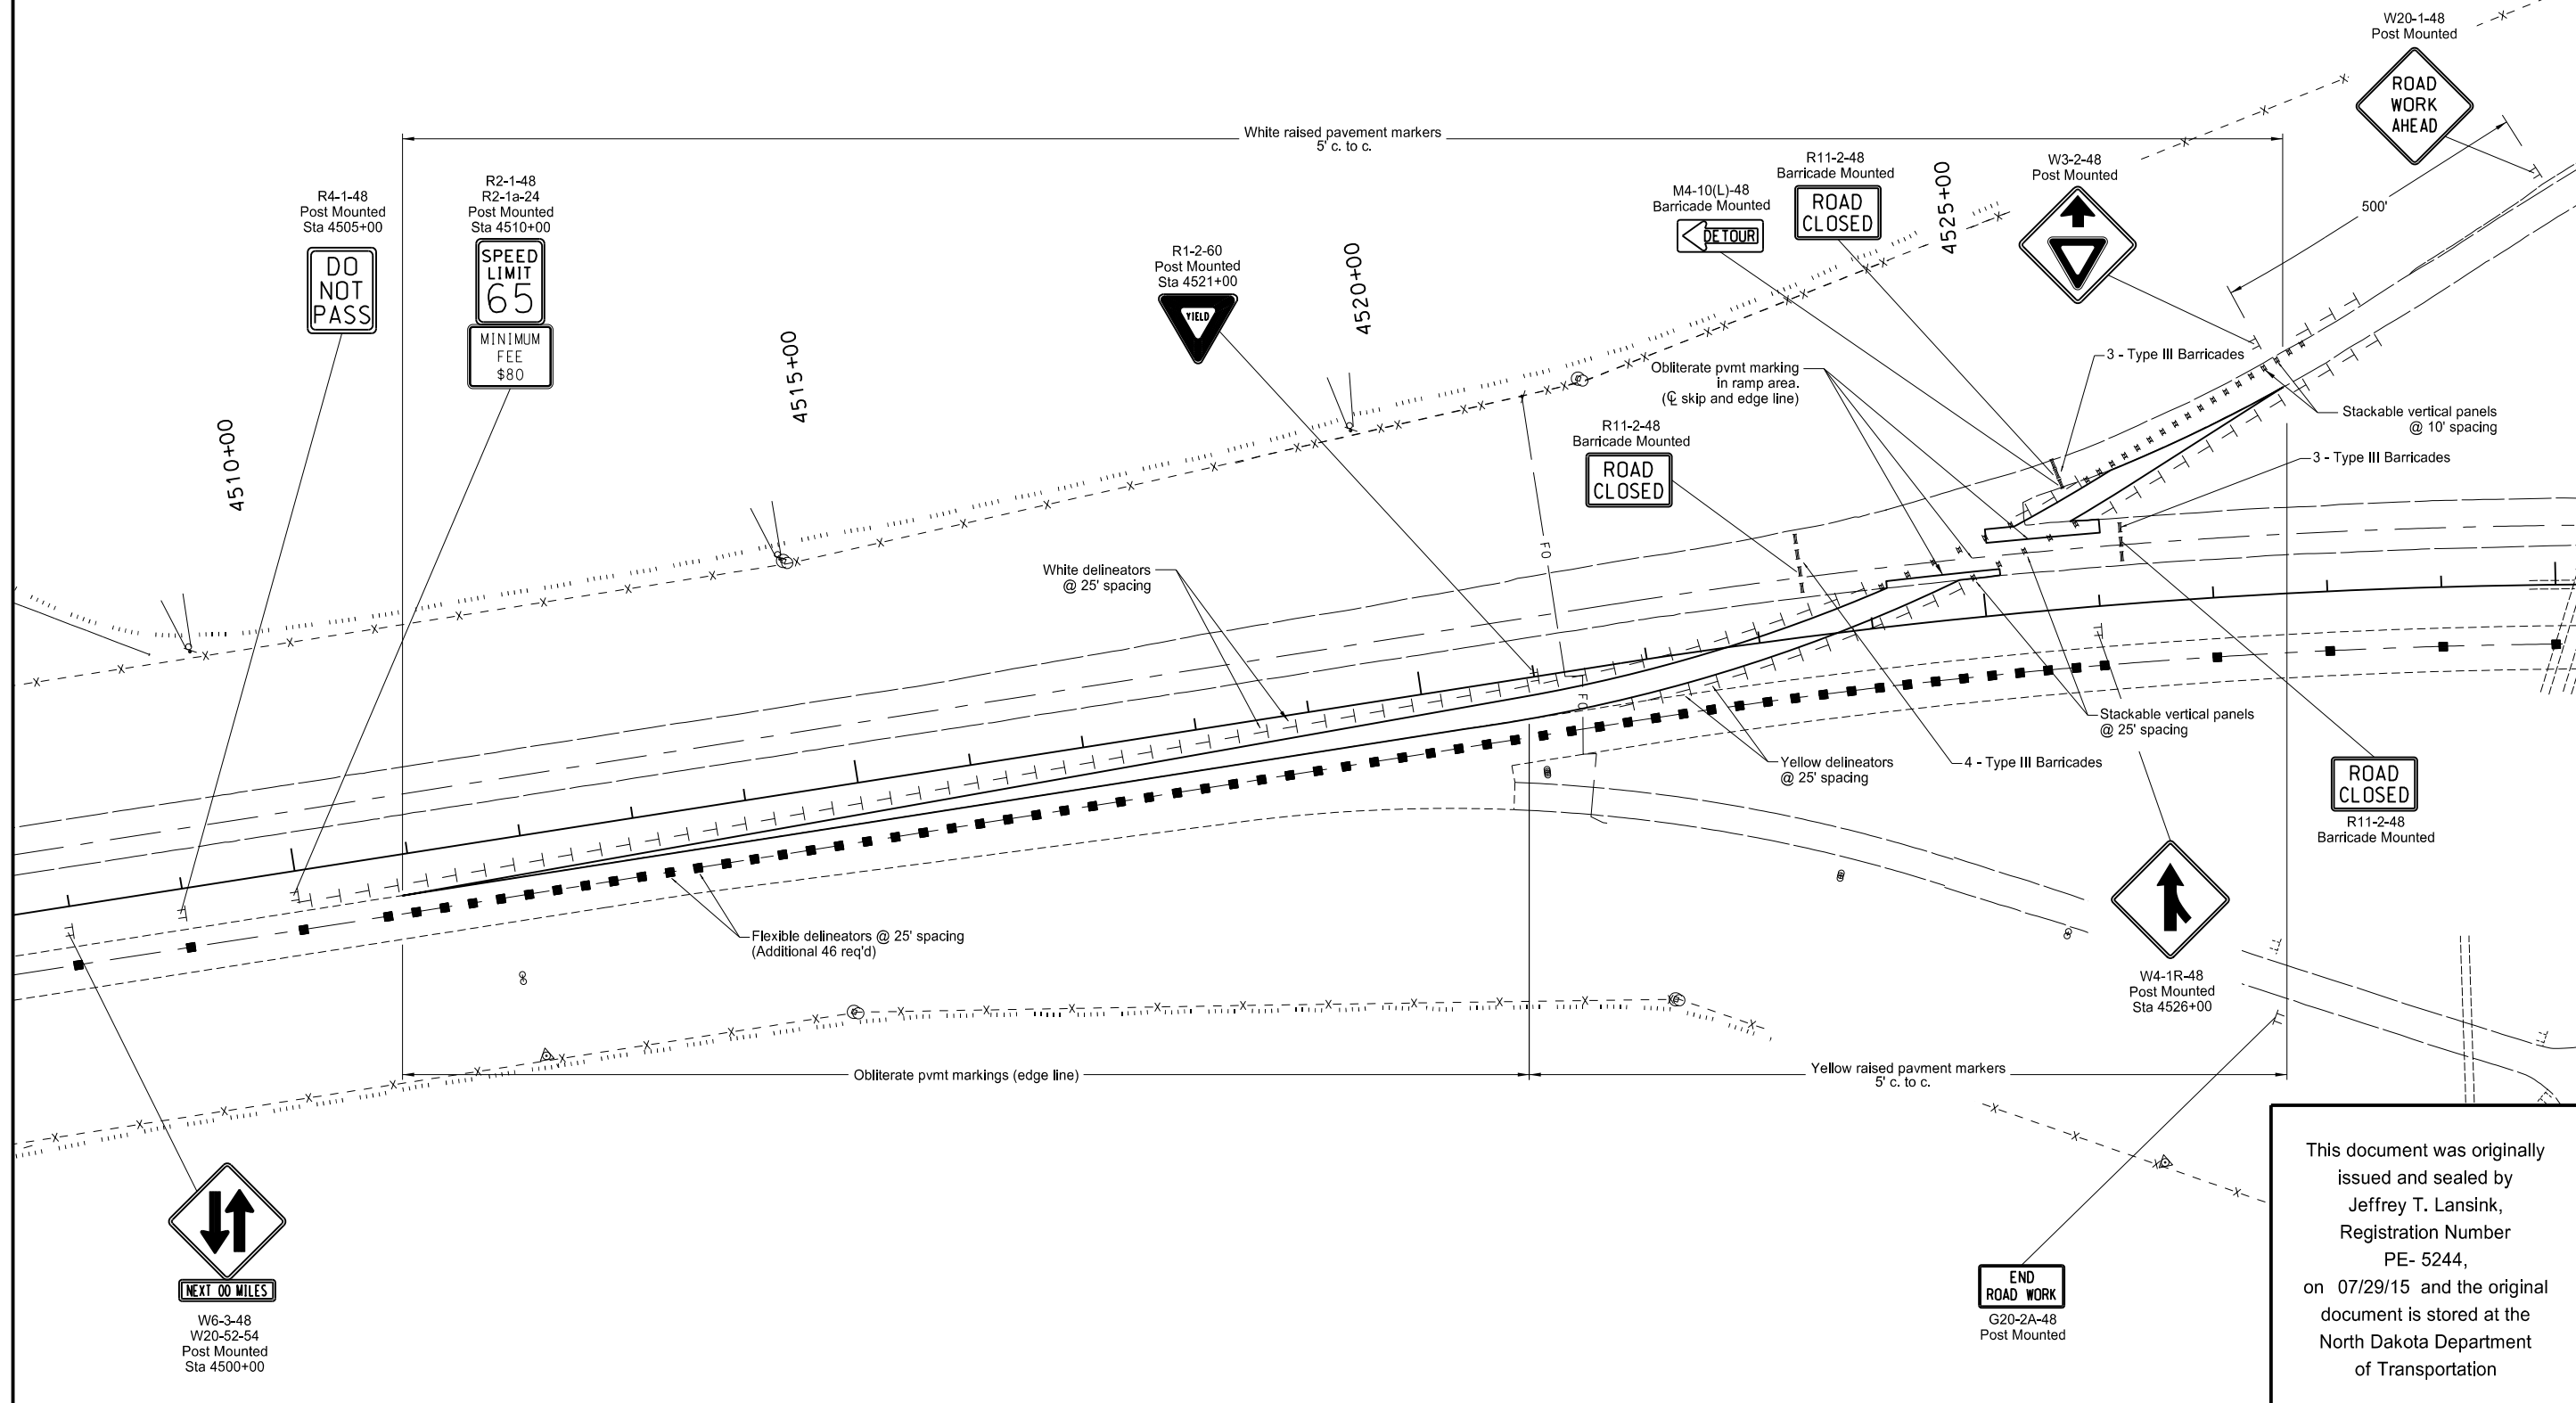 W20-1-48
Post Mounted
ROAD
WORK
AHEAD
White raised pavement markers
5' c. to c.
R4-1-48
Post Mounted
Sta 4505+00
DO
NOT
PASS
R2-1-48
R2-1a-24
Post Mounted
Sta 4510+00
SPEED
LIMIT
65
MINIMUM
FEE
$80
R1-2-60
Post Mounted
Sta 4521+00
YIELD
M4-10(L)-48
Barricade Mounted
DETOUR
R11-2-48
Barricade Mounted
ROAD
CLOSED
W3-2-48
Post Mounted
500'
4510+00
4515+00
4520+00
4525+00
3 - Type III Barricades
Obliterate pvmt marking
in ramp area.
(℄ skip and edge line)
Stackable vertical panels
@ 10' spacing
R11-2-48
Barricade Mounted
ROAD
CLOSED
3 - Type III Barricades
FO
FO
White delineators
@ 25' spacing
Stackable vertical panels
@ 25' spacing
Yellow delineators
@ 25' spacing
4 - Type III Barricades
ROAD
CLOSED
R11-2-48
Barricade Mounted
Flexible delineators @ 25' spacing
(Additional 46 req'd)
W4-1R-48
Post Mounted
Sta 4526+00
Obliterate pvmt markings (edge line)
Yellow raised pavment markers
5' c. to c.
NEXT 00 MILES
W6-3-48
W20-52-54
Post Mounted
Sta 4500+00
END
ROAD WORK
G20-2A-48
Post Mounted
This document was originally
issued and sealed by
Jeffrey T. Lansink,
Registration Number
PE- 5244,
on 07/29/15 and the original
document is stored at the
North Dakota Department
of Transportation